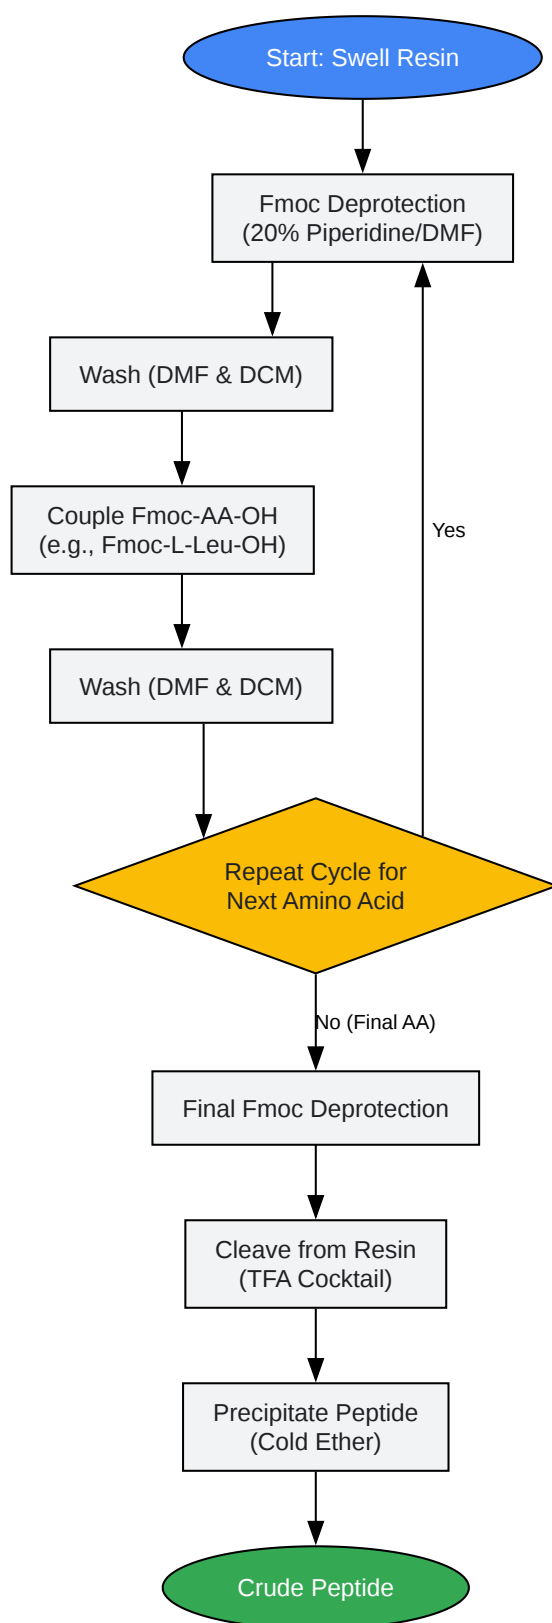 Start: Swell Resin
Fmoc Deprotection
(20% Piperidine/DMF)
Wash (DMF & DCM)
Couple Fmoc-AA-OH
(e.g., Fmoc-L-Leu-OH)
Yes
Wash (DMF & DCM)
Repeat Cycle for
Next Amino Acid
No (Final AA)
Final Fmoc Deprotection
Cleave from Resin
(TFA Cocktail)
Precipitate Peptide
(Cold Ether)
Crude Peptide